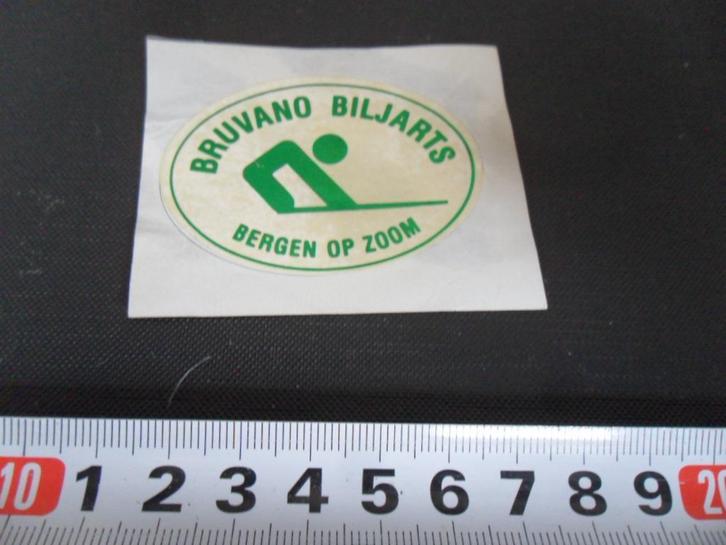 BRUVANO BILJARTS
BERGEN OP ZOOM
10 1 2 3 4 5 6 7 8 9 20